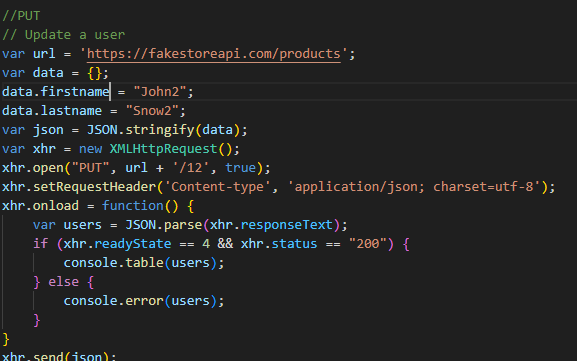 //PUT
// Update a user
var url = 'https://fakestoreapi.com/products';
var data = {};
data.firstname = "John2";
data.lastname = "Snow2";
var json = JSON.stringify(data);
var xhr = new XMLHttpRequest();
xhr.open("PUT", url + '/12', true);
xhr.setRequestHeader('Content-type', 'application/json; charset=utf-8');
xhr.onload = function() {
    var users = JSON.parse(xhr.responseText);
    if (xhr.readyState == 4 && xhr.status == "200") {
        console.table(users);
    } else {
        console.error(users);
    }
}
xhr.send(json);